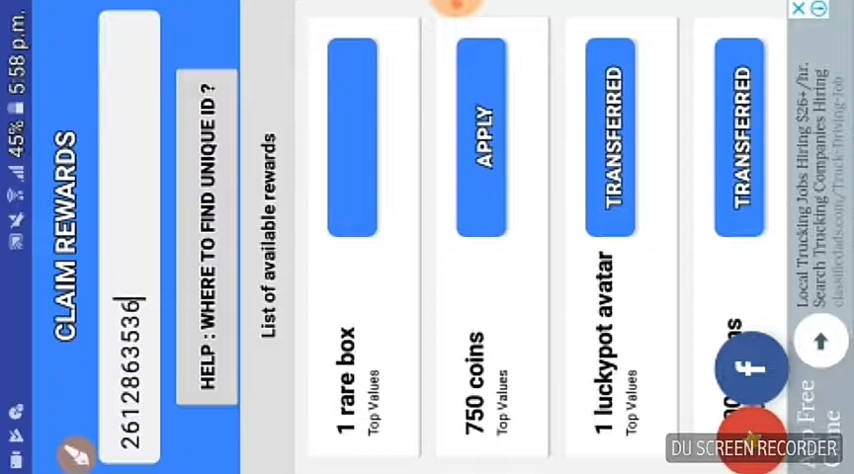 45% 5:58 p.m.
CLAIM REWARDS
2612863536
HELP : WHERE TO FIND UNIQUE ID ?
List of available rewards
1 rare box
Top Values
750 coins
Top Values
APPLY
1 luckypot avatar
Top Values
TRANSFERRED
TRANSFERRED
Local Trucking Jobs Hiring $26+/hr.
Search Trucking Companies Hiring
classifiedads.com/Truck-Driving-Job
Free
DU SCREEN RECORDER